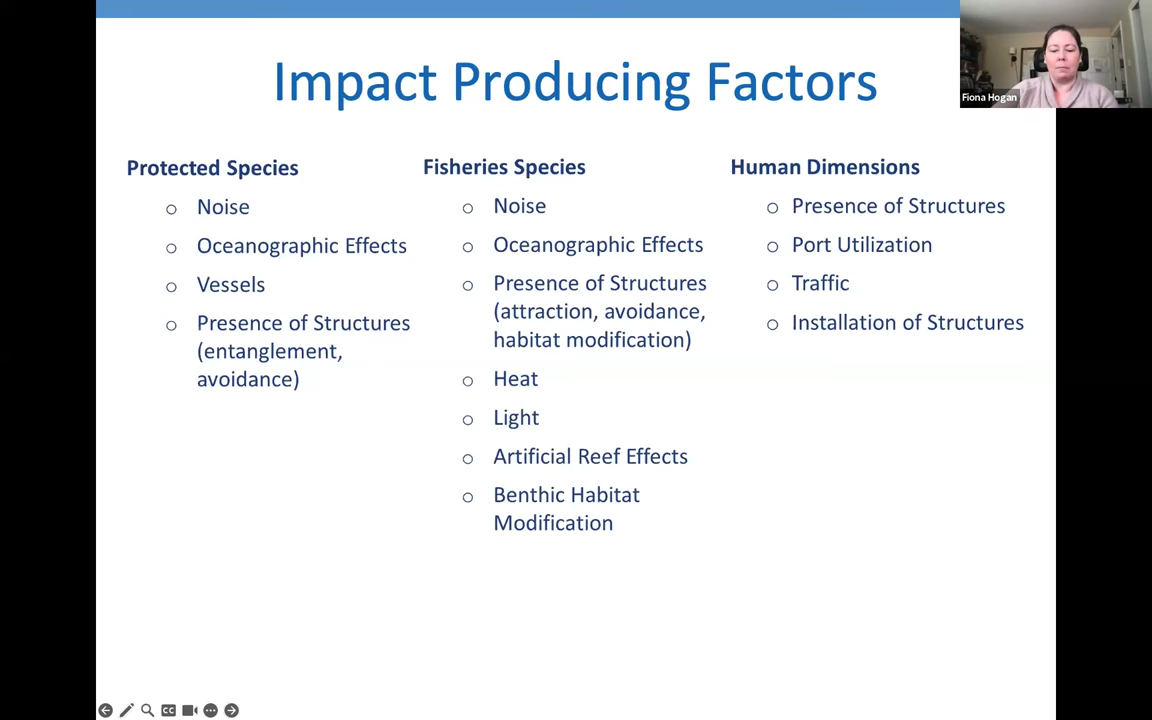 Impact Producing Factors
Fiona Hogan
Protected Species
Noise
Oceanographic Effects
Vessels
Presence of Structures
(entanglement,
avoidance)
Fisheries Species
Noise
Oceanographic Effects
Presence of Structures
(attraction, avoidance,
habitat modification)
Heat
Light
Artificial Reef Effects
Benthic Habitat
Modification
Human Dimensions
Presence of Structures
Port Utilization
Traffic
Installation of Structures
CC